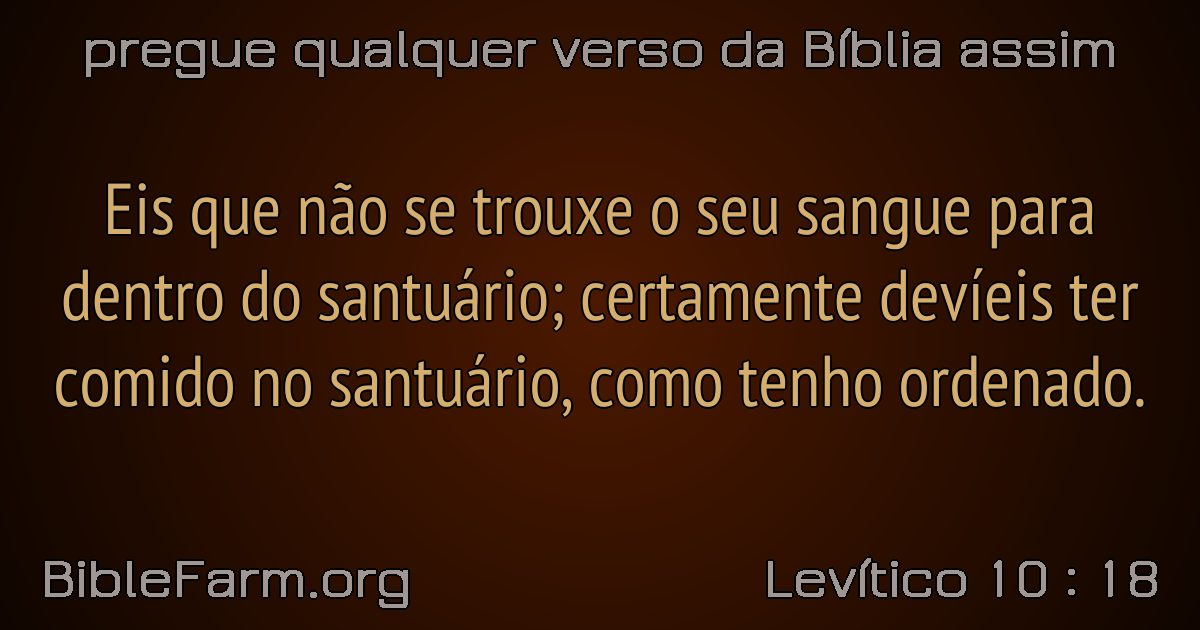 pregue qualquer verso da Bíblia assim
Eis que não se trouxe o seu sangue para
dentro do santuário; certamente devíeis ter
comido no santuário, como tenho ordenado.
BibleFarm.org
Levítico 10 : 18